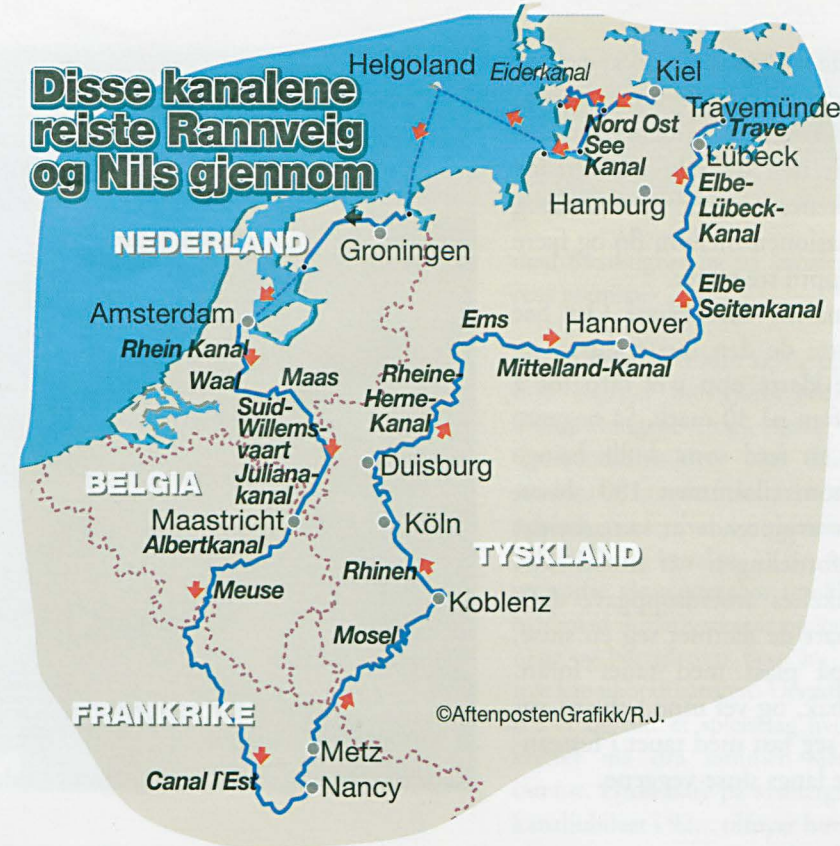 Disse kanalene
reiste Rannveig
og Nils gjennom
Helgoland
Eiderkanal
Kiel
Travemünde
Trave
Nord Ost
See
Kanal
Lübeck
Hamburg
Elbe-
Lübeck-
Kanal
NEDERLAND
Groningen
Elbe
Seitenkanal
Amsterdam
Ems
Hannover
Rhein Kanal
Mittelland-Kanal
Waal
Maas
Rheine-
Herne-
Kanal
Suid-
Willems-
vaart
Juliana-
kanal
Duisburg
BELGIA
Maastricht
Albertkanal
Köln
TYSKLAND
Rhinen
Meuse
Koblenz
Mosel
FRANKRIKE
©AftenpostenGrafikk/R.J.
Metz
Canal l`Est
Nancy